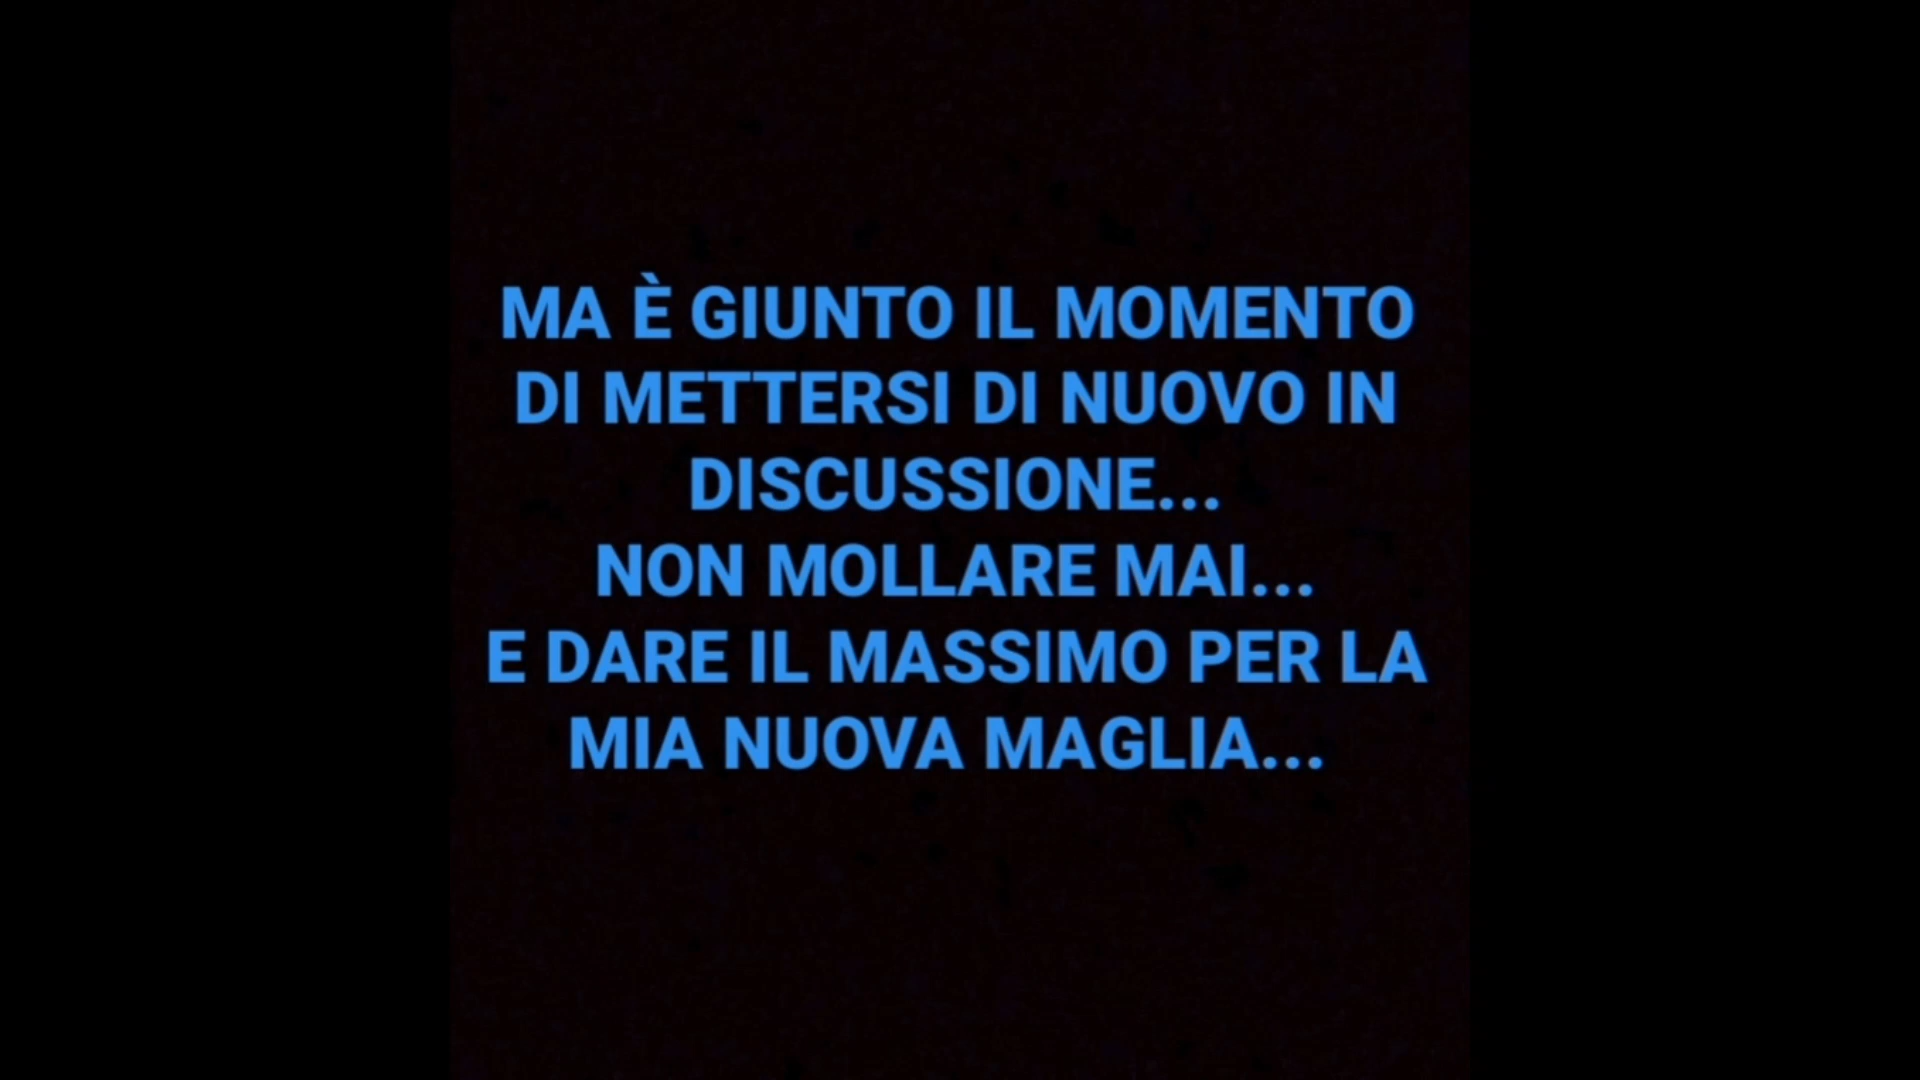 MA È GIUNTO IL MOMENTO
DI METTERSI DI NUOVO IN
DISCUSSIONE...
NON MOLLARE MAI...
E DARE IL MASSIMO PER LA
MIA NUOVA MAGLIA...